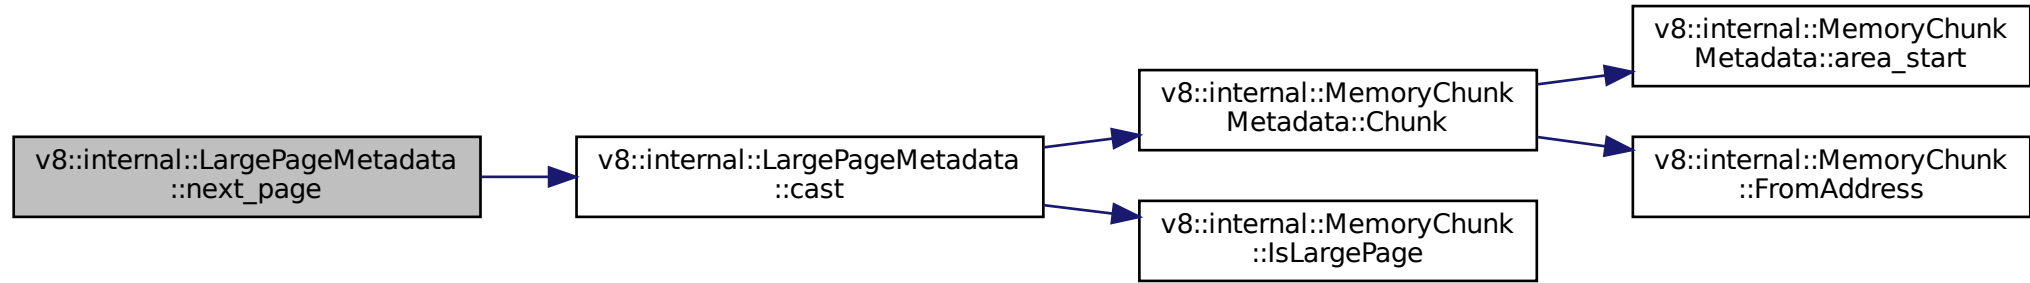 v8::internal::LargePageMetadata
::next_page
v8::internal::LargePageMetadata
::cast
v8::internal::MemoryChunk
Metadata::Chunk
v8::internal::MemoryChunk
::IsLargePage
v8::internal::MemoryChunk
Metadata::area_start
v8::internal::MemoryChunk
::FromAddress